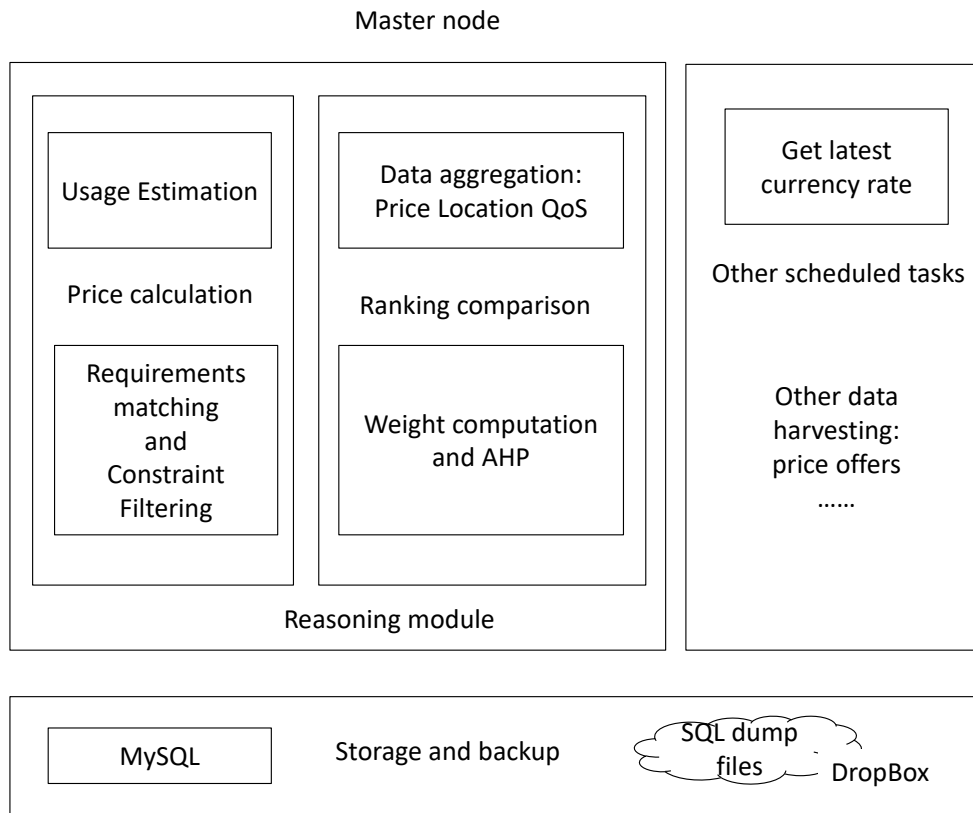 Master node
Usage Estimation
Price calculation
Requirements
matching
and
Constraint
Filtering
Data aggregation:
Price Location QoS
Ranking comparison
Weight computation
and AHP
Reasoning module
Get latest
currency rate
Other scheduled tasks
Other data
harvesting:
price offers
......
MySQL
Storage and backup
SQL dump
files
DropBox